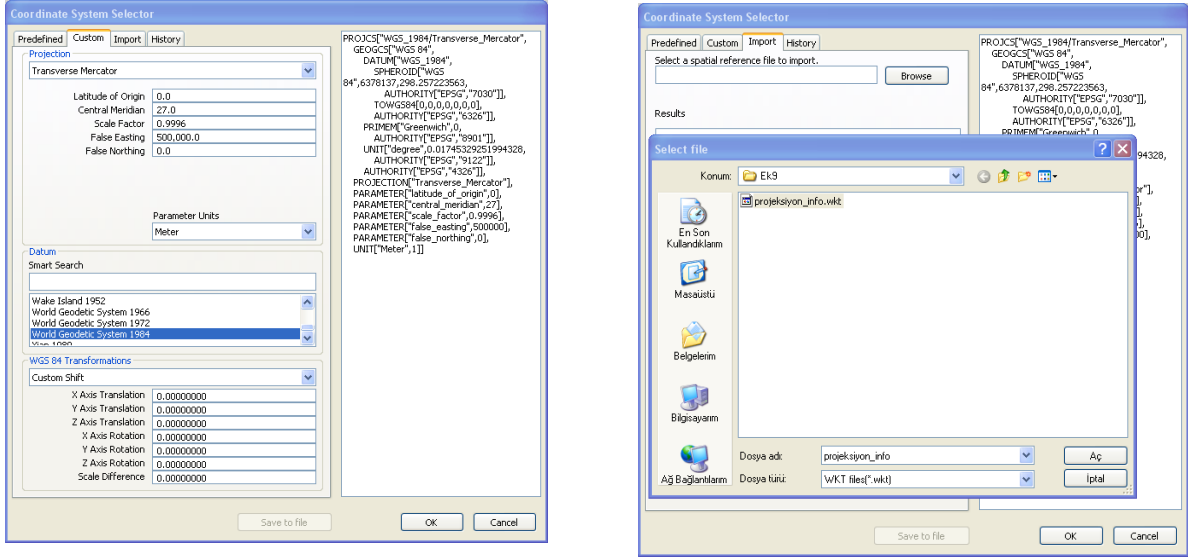 Coordinate System Selector
Predefined Custom Import History
Projection
Transverse Mercator
Latitude of Origin 0.0
Central Meridian 27.0
Scale Factor 0.9996
False Easting 500,000.0
False Northing 0.0
Parameter Units
Meter
Datum
Smart Search
Wake Island 1952
World Geodetic System 1966
World Geodetic System 1972
World Geodetic System 1984
Xian 1980
WGS 84 Transformations
Custom Shift
X Axis Translation 0.00000000
Y Axis Translation 0.00000000
Z Axis Translation 0.00000000
X Axis Rotation 0.00000000
Y Axis Rotation 0.00000000
Z Axis Rotation 0.00000000
Scale Difference 0.00000000
PROJCS["WGS_1984/Transverse_Mercator",
GEOGCS["WGS 84",
DATUM["WGS_1984",
SPHEROID["WGS
84",6378137,298.257223563,
AUTHORITY["EPSG","7030"]],
TOWGS84[0,0,0,0,0,0,0],
AUTHORITY["EPSG","6326"]],
PRIMEM["Greenwich",0,
AUTHORITY["EPSG","8901"]],
UNIT["degree",0.01745329251994328,
AUTHORITY["EPSG","9122"]],
AUTHORITY["EPSG","4326"]],
PROJECTION["Transverse_Mercator"],
PARAMETER["latitude_of_origin",0],
PARAMETER["central_meridian",27],
PARAMETER["scale_factor",0.9996],
PARAMETER["false_easting",500000],
PARAMETER["false_northing",0],
UNIT["Meter",1]]
Save to file OK Cancel
Coordinate System Selector
Predefined Custom Import History
Select a spatial reference file to import.
Browse
Results
PROJCS["WGS_1984/Transverse_Mercator",
GEOGCS["WGS 84",
DATUM["WGS_1984",
SPHEROID["WGS
84",6378137,298.257223563,
AUTHORITY["EPSG","7030"]],
TOWGS84[0,0,0,0,0,0,0],
AUTHORITY["EPSG","6326"]],
PRIMEM["Greenwich",0,
94328,
or"],
],
],
],
00],
Select file
Konum: Ek9
projeksiyon_info.wkt
En Son
Kullandıklarım
Masaüstü
Belgelerim
Bilgisayarım
Ağ Bağlantılarım
Dosya adı: projeksiyon_info Aç
Dosya türü: WKT files(*.wkt) İptal
Save to file OK Cancel